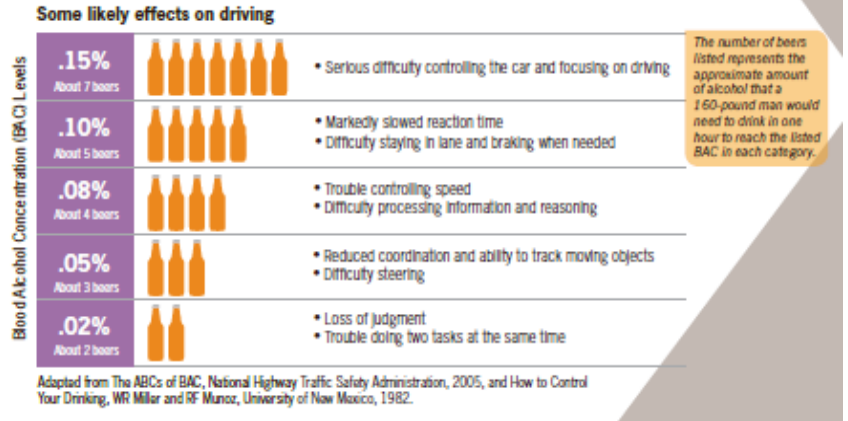 Some likely effects on driving
Blood Alcohol Concentration (BAC) Levels
.15%
About 7 beers
• Serious difficulty controlling the car and focusing on driving
.10%
About 5 beers
• Markedly slowed reaction time
• Difficulty staying in lane and braking when needed
.08%
About 4 beers
• Trouble controlling speed
• Difficulty processing information and reasoning
.05%
About 3 beers
• Reduced coordination and ability to track moving objects
• Difficulty steering
.02%
About 2 beers
• Loss of judgment
• Trouble doing two tasks at the same time
The number of beers
listed represents the
approximate amount
of alcohol that a
160-pound man would
need to drink in one
hour to reach the listed
BAC in each category.
Adapted from The ABCs of BAC, National Highway Traffic Safety Administration, 2005, and How to Control
Your Drinking, WR Miller and RF Munoz, University of New Mexico, 1982.